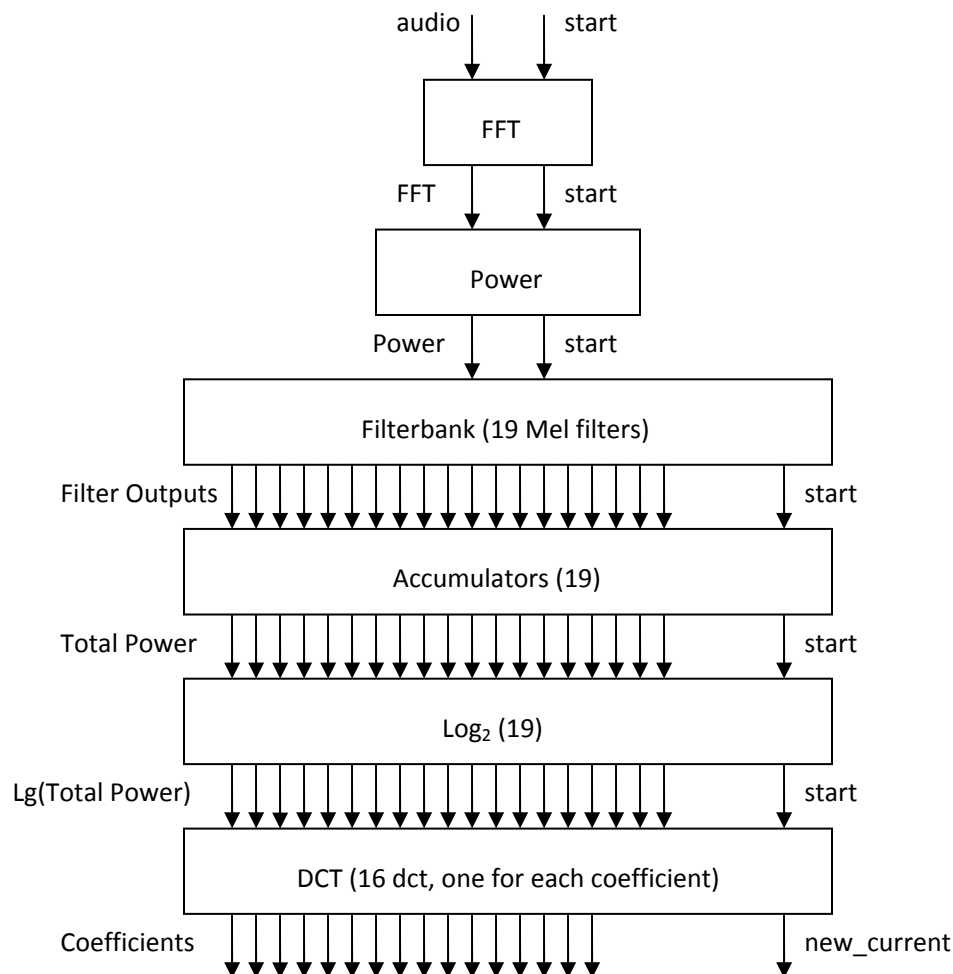 audio start
FFT
FFT start
Power
Power start
Filterbank (19 Mel filters)
Filter Outputs start
Accumulators (19)
Total Power start
Log₂ (19)
Lg(Total Power) start
DCT (16 dct, one for each coefficient)
Coefficients new_current